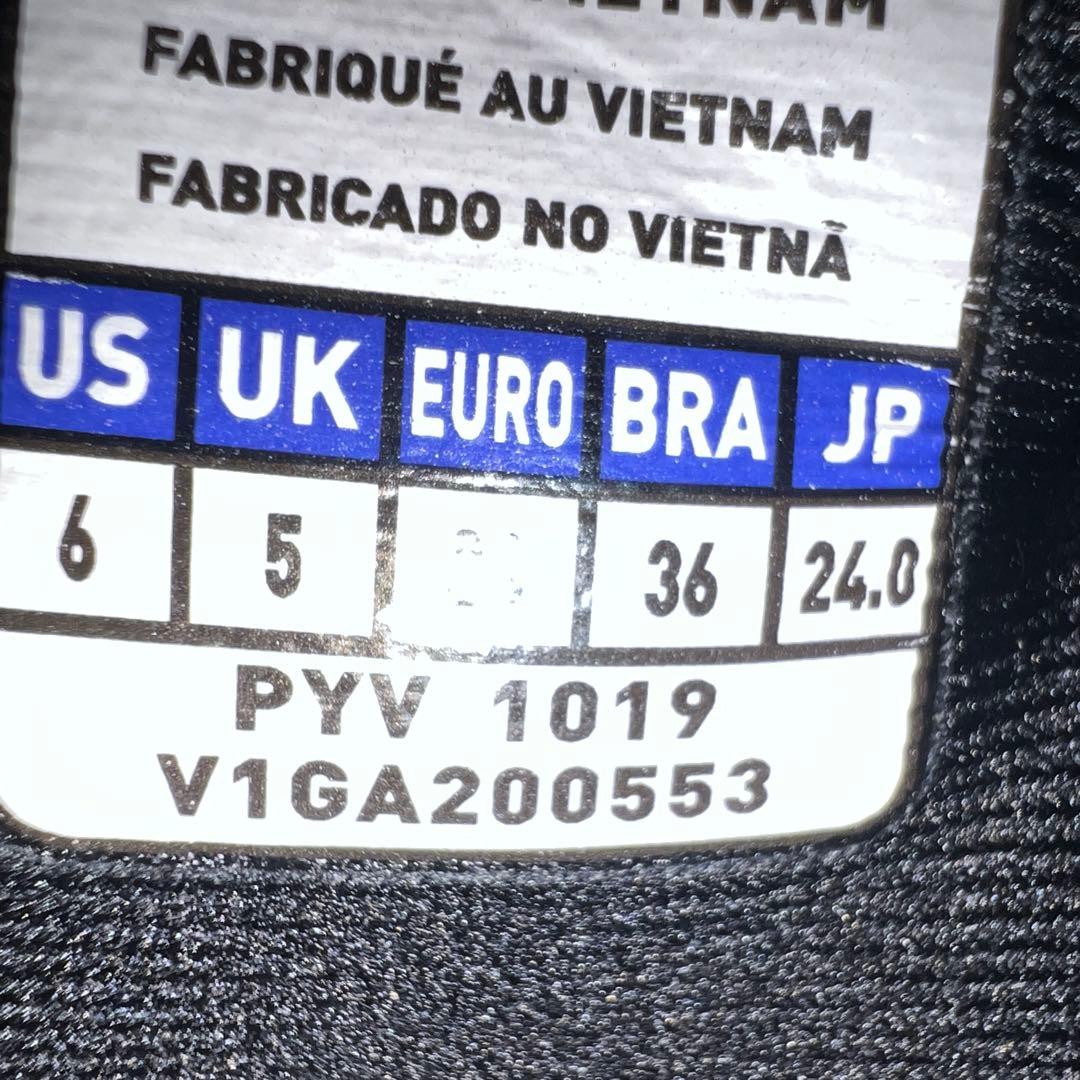 VIETNAM
FABRIQUÉ AU VIETNAM
FABRICADO NO VIETNÃ
US UK EURO BRA JP
6 5 36 24.0
PYV 1019
V1GA200553